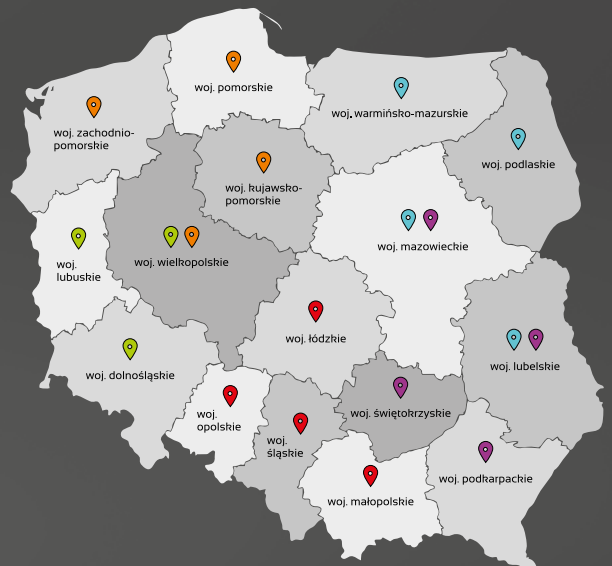 woj. pomorskie
woj. warmińsko-mazurskie
woj. zachodnio-
pomorskie
woj. podlaskie
woj. kujawsko-
pomorskie
woj. mazowieckie
woj. wielkopolskie
woj.
lubuskie
woj. łódzkie
woj. lubelskie
woj. dolnośląskie
woj.
opolskie
woj. świętokrzyskie
woj.
śląskie
woj. podkarpackie
woj. małopolskie